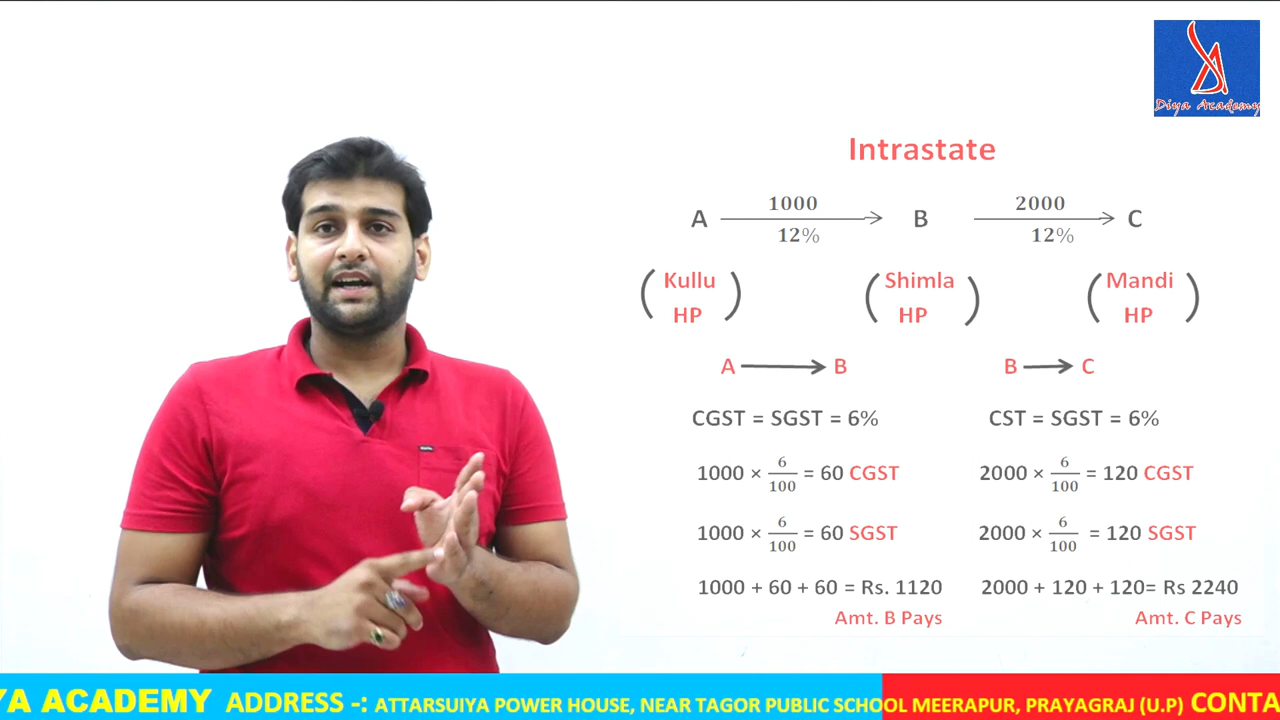 Diya Academy
Intrastate
A 1000 12% B 2000 12% C
( Kullu HP ) ( Shimla HP ) ( Mandi HP )
A → B
B → C
CGST = SGST = 6%
CST = SGST = 6%
1000 × 6/100 = 60 CGST
2000 × 6/100 = 120 CGST
1000 × 6/100 = 60 SGST
2000 × 6/100 = 120 SGST
1000 + 60 + 60 = Rs. 1120
2000 + 120 + 120= Rs 2240
Amt. B Pays
Amt. C Pays
YA ACADEMY ADDRESS -: ATTARSUIYA POWER HOUSE, NEAR TAGOR PUBLIC SCHOOL MEERAPUR, PRAYAGRAJ (U.P) CONTA